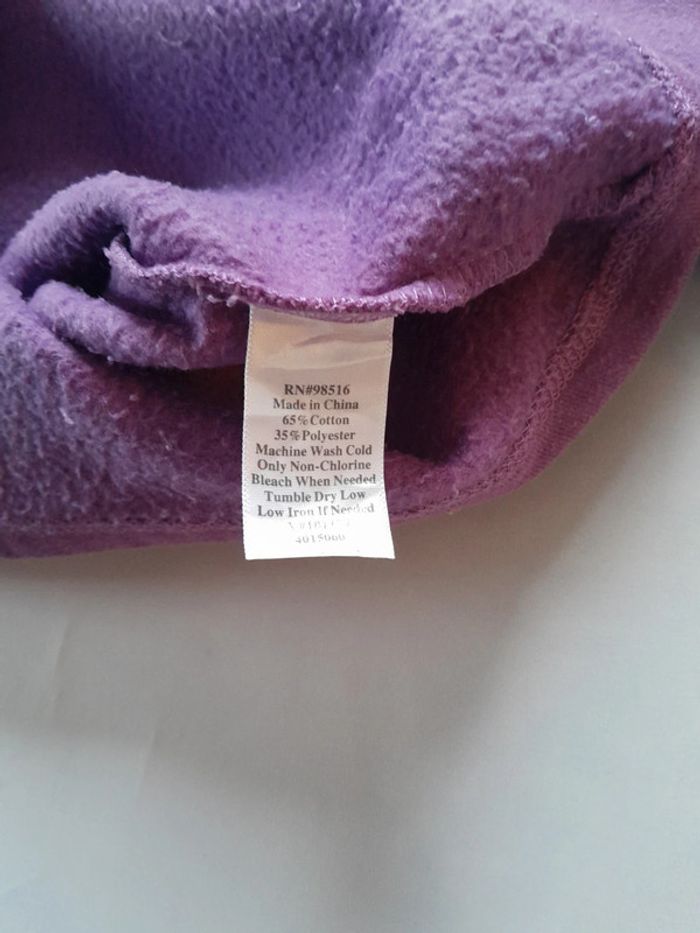 RN#98516
Made in China
65%Cotton
35%Polyester
Machine Wash Cold
Only Non-Chlorine
Bleach When Needed
Tumble Dry Low
Low Iron If Needed
4015060